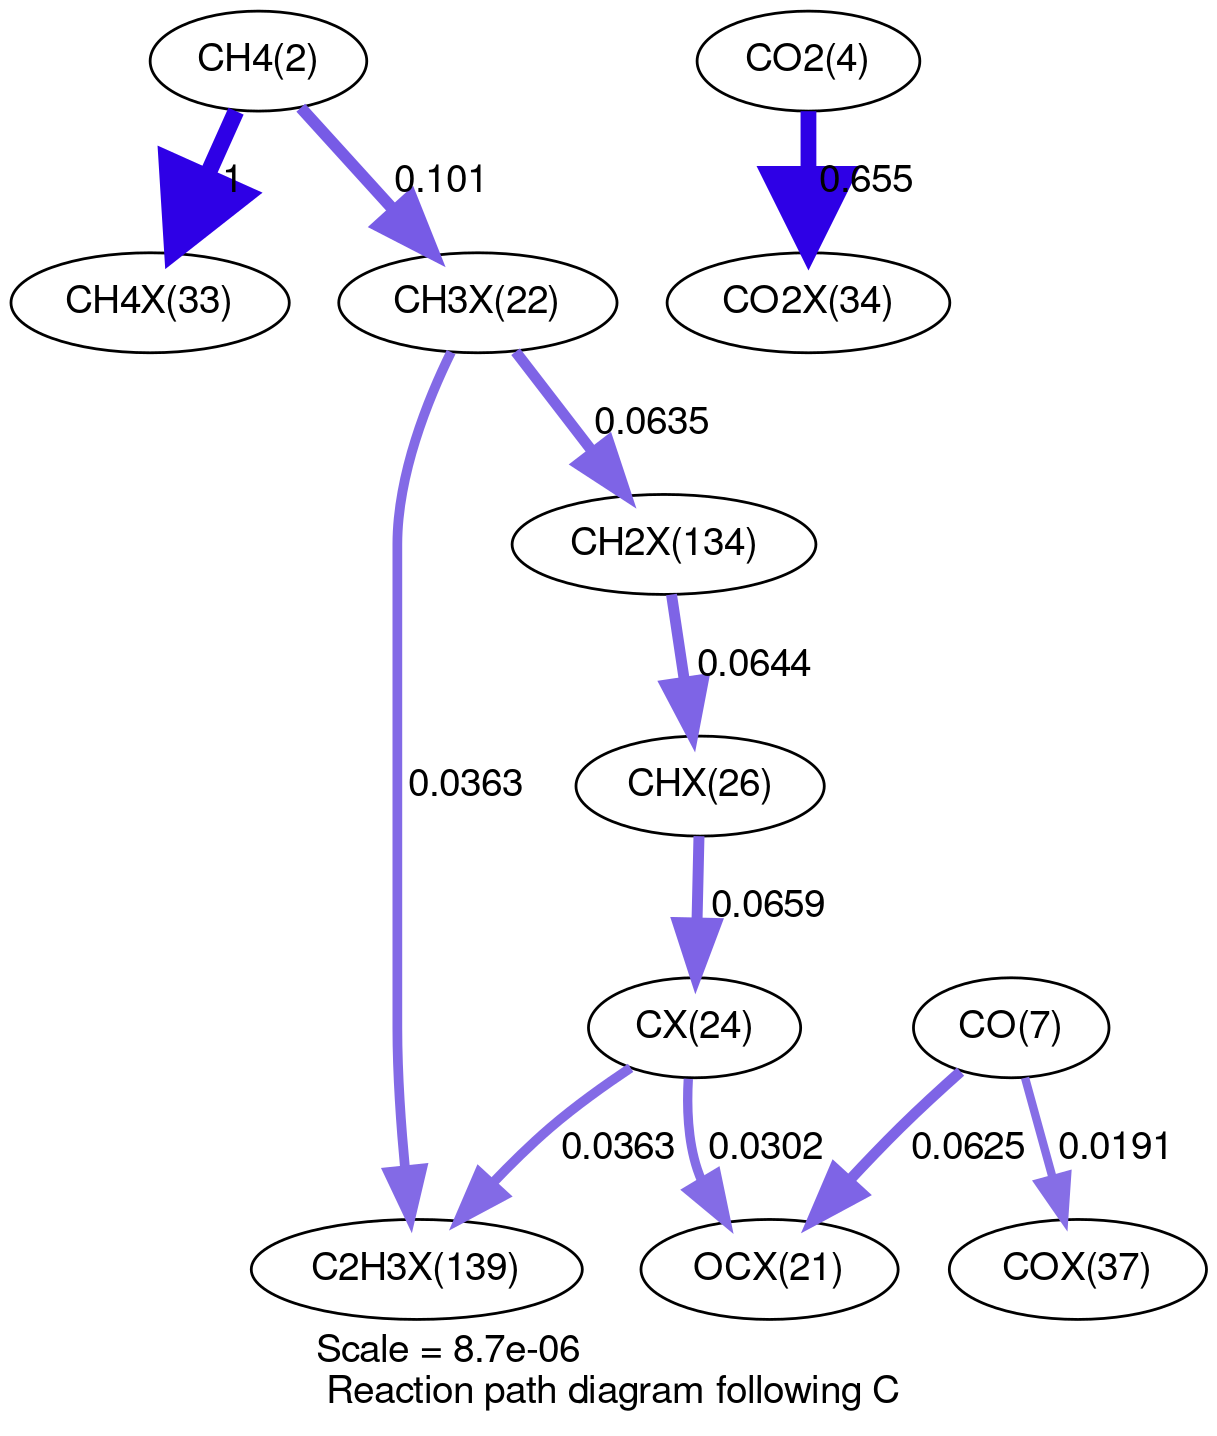 CH4(2)
CO2(4)
1
0.101
0.655
CH4X(33)
CH3X(22)
CO2X(34)
0.0635
CH2X(134)
0.0644
0.0363
CHX(26)
0.0659
CX(24)
CO(7)
0.0363
0.0302
0.0625
0.0191
C2H3X(139)
OCX(21)
COX(37)
Scale = 8.7e-06
Reaction path diagram following C